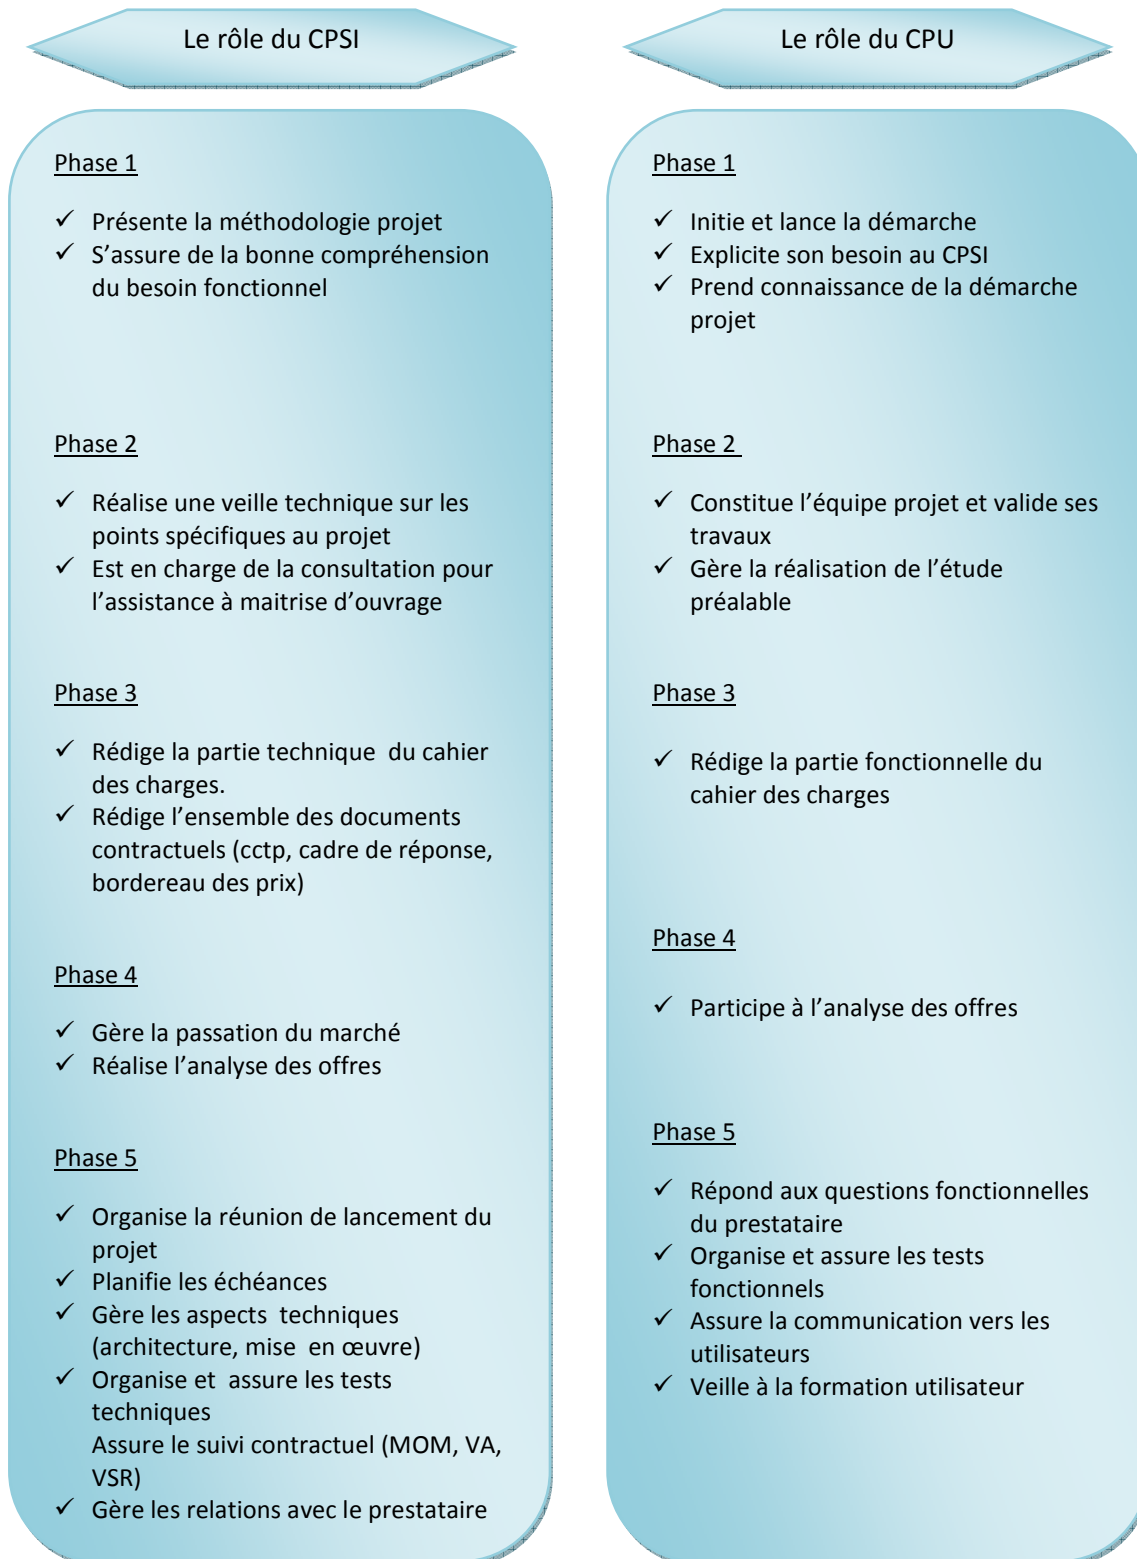 Le rôle du CPSI
Phase 1
✓ Présente la méthodologie projet
✓ S’assure de la bonne compréhension
du besoin fonctionnel
Phase 2
✓ Réalise une veille technique sur les
points spécifiques au projet
✓ Est en charge de la consultation pour
l’assistance à maitrise d’ouvrage
Phase 3
✓ Rédige la partie technique  du cahier
des charges.
✓ Rédige l’ensemble des documents
contractuels (cctp, cadre de réponse,
bordereau des prix)
Phase 4
✓ Gère la passation du marché
✓ Réalise l’analyse des offres
Phase 5
✓ Organise la réunion de lancement du
projet
✓ Planifie les échéances
✓ Gère les aspects  techniques
(architecture, mise  en œuvre)
✓ Organise et  assure les tests
techniques
Assure le suivi contractuel (MOM, VA,
VSR)
✓ Gère les relations avec le prestataire
Le rôle du CPU
Phase 1
✓ Initie et lance la démarche
✓ Explicite son besoin au CPSI
✓ Prend connaissance de la démarche
projet
Phase 2
✓ Constitue l’équipe projet et valide ses
travaux
✓ Gère la réalisation de l’étude
préalable
Phase 3
✓ Rédige la partie fonctionnelle du
cahier des charges
Phase 4
✓ Participe à l’analyse des offres
Phase 5
✓ Répond aux questions fonctionnelles
du prestataire
✓ Organise et assure les tests
fonctionnels
✓ Assure la communication vers les
utilisateurs
✓ Veille à la formation utilisateur